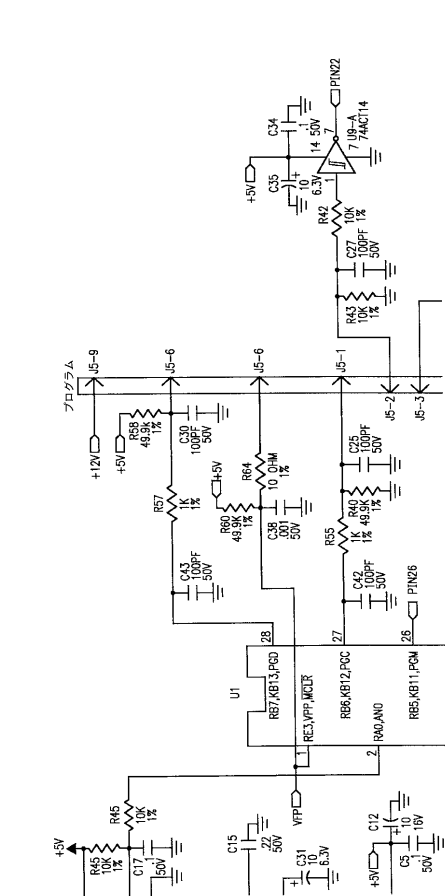 PIN22
C34
.1
50V
7
U9-A
74ACT14
14
7
+5V
C35
+
10
6.3V
1
R42
10K
1%
C27
100PF
50V
R43
10K
1%
プログラム
J5-9
J5-6
J5-6
J5-1
J5-2
J5-3
+12V
+5V
R58
49.9k
1%
C30
100PF
50V
R57
1K
1%
R64
10 OHM
1%
+5V
R60
49.9K
1%
C38
.001
50V
C25
100PF
50V
R40
49.9K
1%
R55
1K
1%
C43
100PF
50V
C42
100PF
50V
PIN26
28
27
26
U1
RB7,KB13,PGD
RE3,VPP,MCLR
RB6,KB12,PGC
RA0,AN0
RB5,KB11,PGM
1
2
VFP
R45
10K
1%
+5V
R45
10K
1%
C17
.1
50V
C15
.22
50V
C31
10
6.3V
+
C12
10
16V
+
+5V
C5
.1
50V